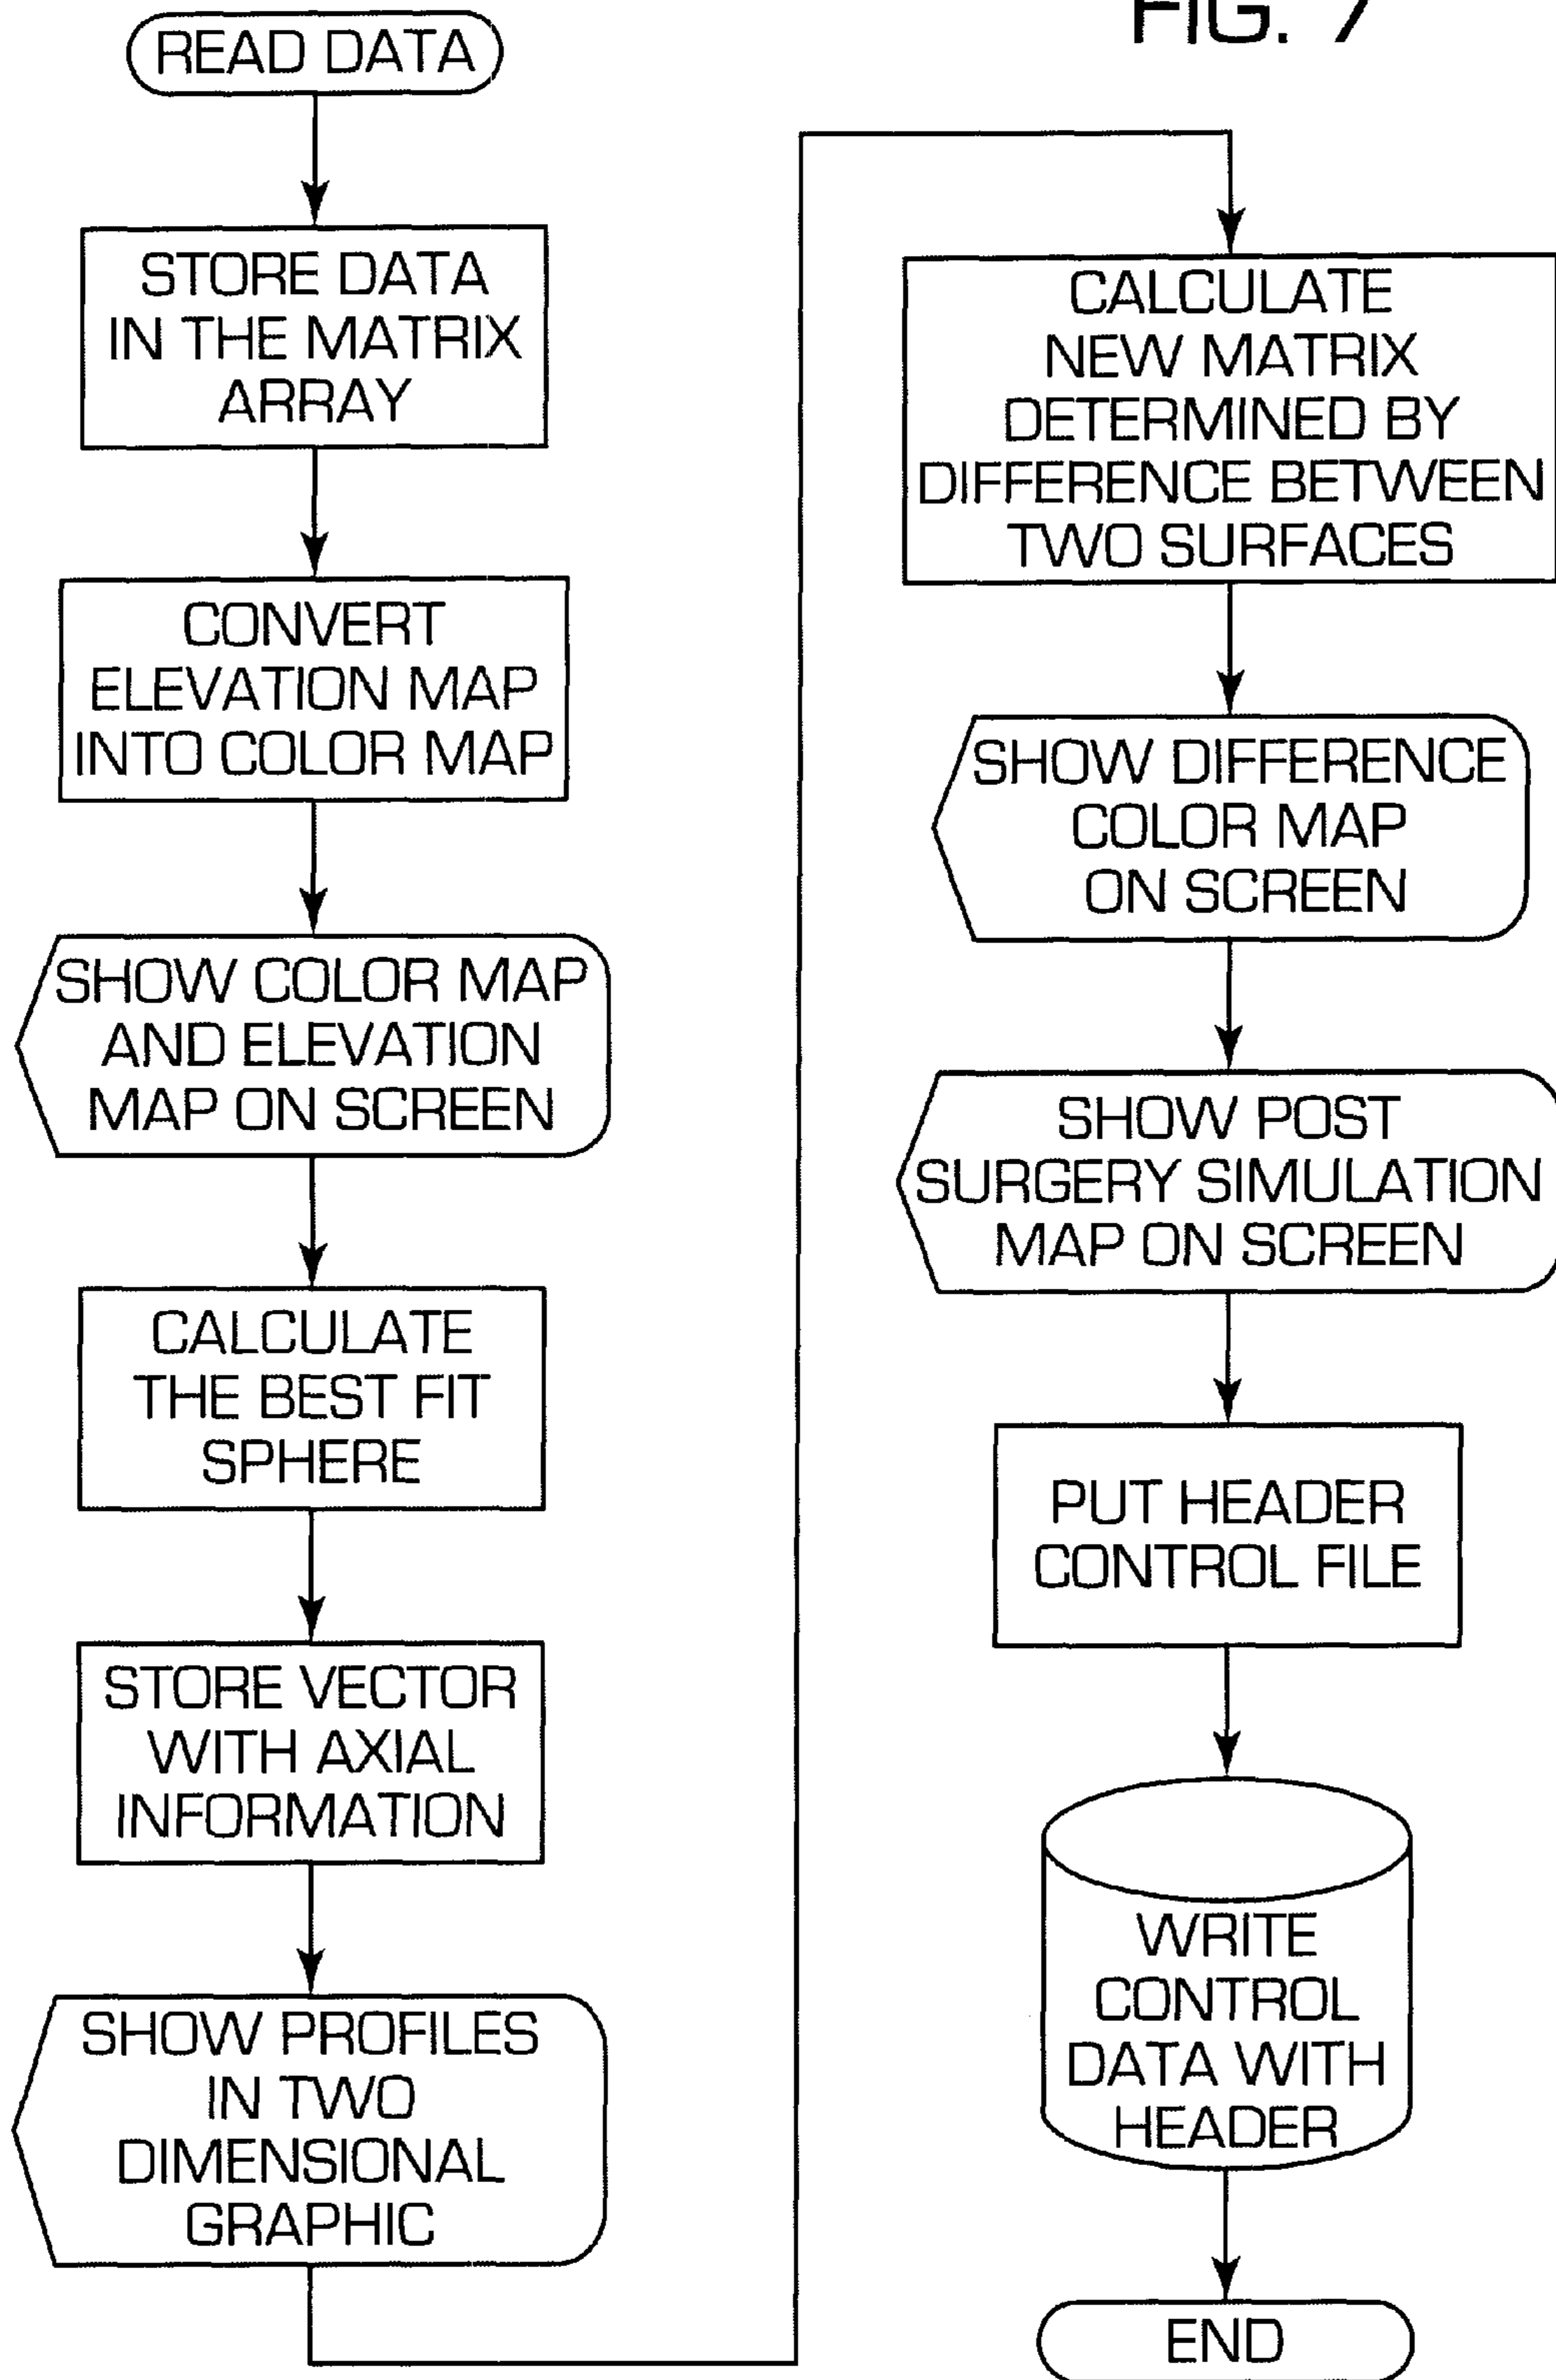 FIG. 7
READ DATA
STORE DATA
IN THE MATRIX
ARRAY
CONVERT
ELEVATION MAP
INTO COLOR MAP
SHOW COLOR MAP
AND ELEVATION
MAP ON SCREEN
CALCULATE
THE BEST FIT
SPHERE
STORE VECTOR
WITH AXIAL
INFORMATION
SHOW PROFILES
IN TWO
DIMENSIONAL
GRAPHIC
CALCULATE
NEW MATRIX
DETERMINED BY
DIFFERENCE BETWEEN
TWO SURFACES
SHOW DIFFERENCE
COLOR MAP
ON SCREEN
SHOW POST
SURGERY SIMULATION
MAP ON SCREEN
PUT HEADER
CONTROL FILE
WRITE
CONTROL
DATA WITH
HEADER
END